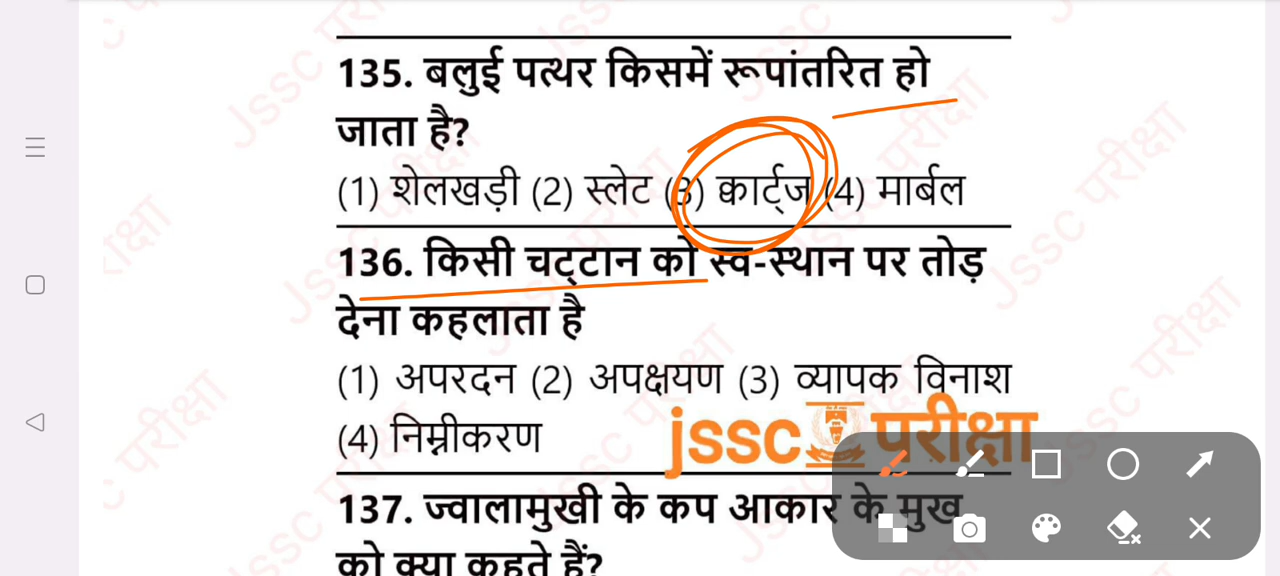 135. बलुई पत्थर किसमें रूपांतरित हो
जाता है?
(1) शेलखड़ी (2) स्लेट (3) क्वार्ट्ज (4) मार्बल
136. किसी चट्टान को स्व-स्थान पर तोड़
देना कहलाता है
(1) अपरदन (2) अपक्षयण (3) व्यापक विनाश
(4) निम्नीकरण
jssc परीक्षा
137. ज्वालामुखी के कप आकार के मुख
को क्या कहते हैं?